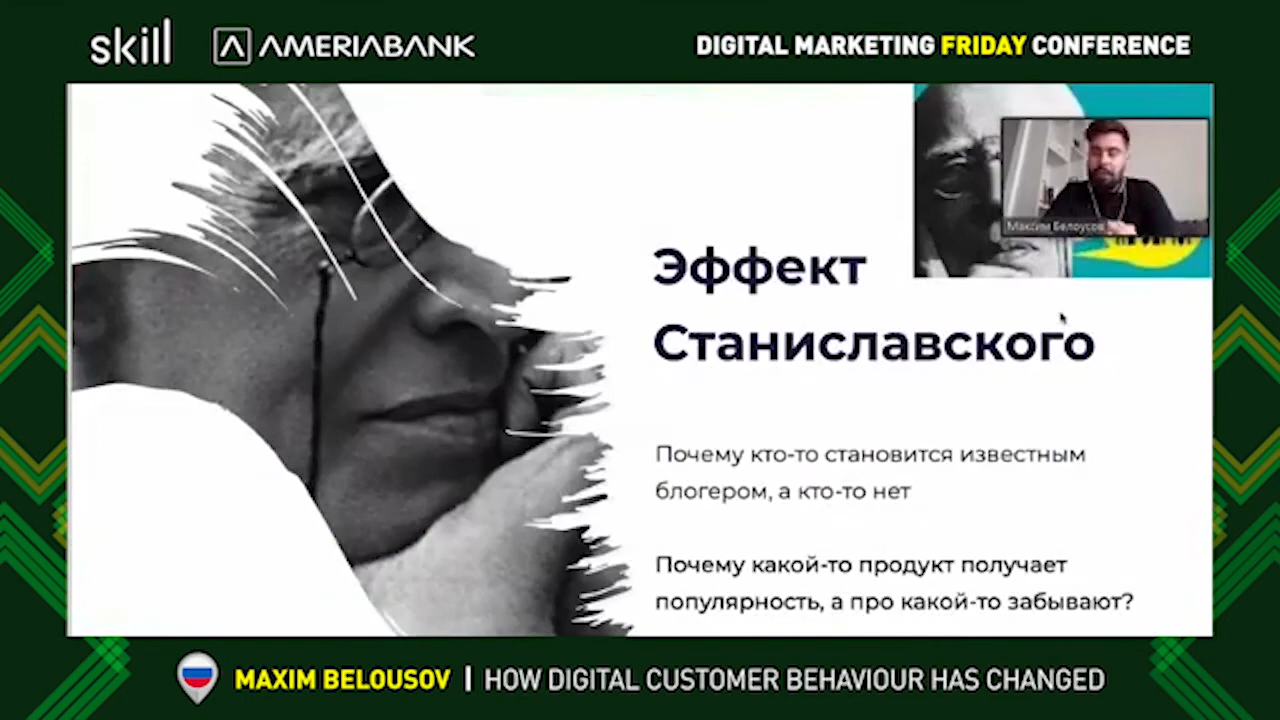 skill
AMERIABANK
DIGITAL MARKETING FRIDAY CONFERENCE
Максим Белоусов
Эффект
Станиславского
Почему кто-то становится известным
блогером, а кто-то нет
Почему какой-то продукт получает
популярность, а про какой-то забывают?
MAXIM BELOUSOV | HOW DIGITAL CUSTOMER BEHAVIOUR HAS CHANGED